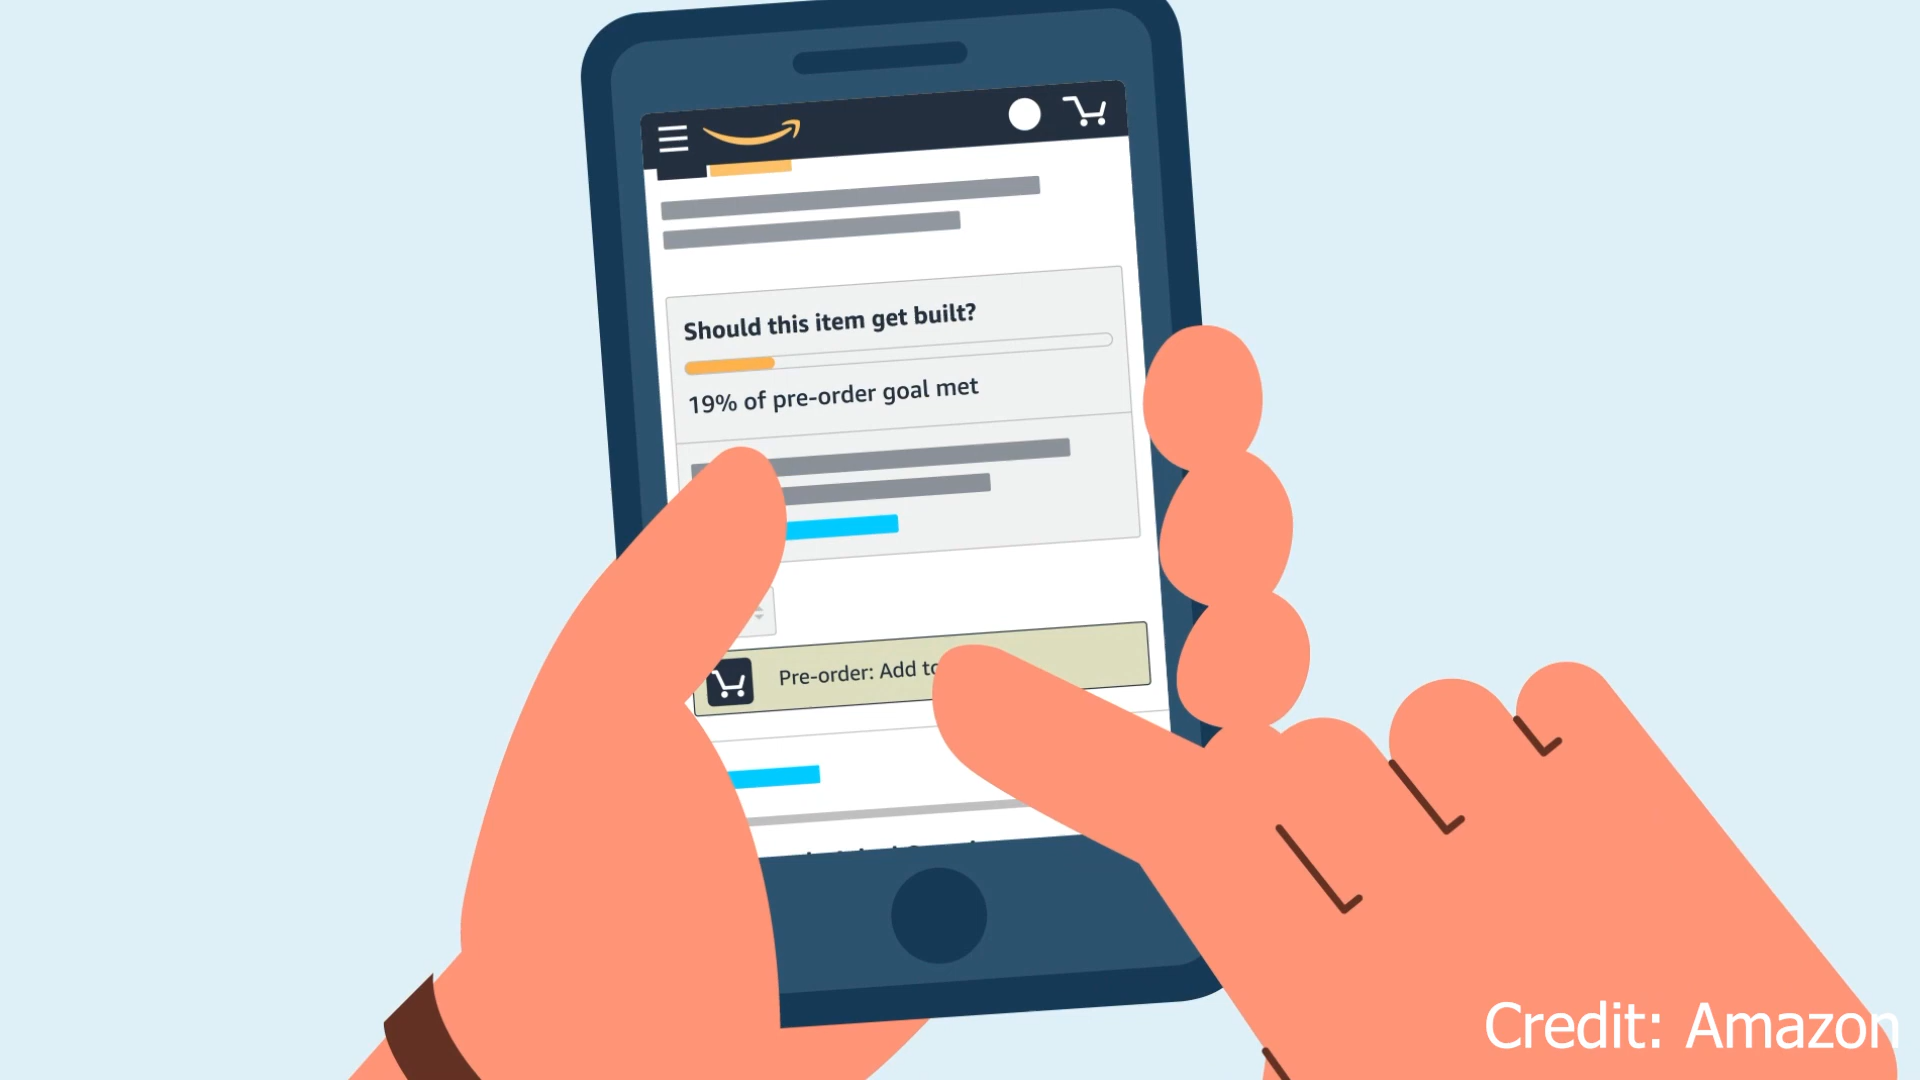 Should this item get built?
19% of pre-order goal met
Pre-order: Add to
Credit: Amazon